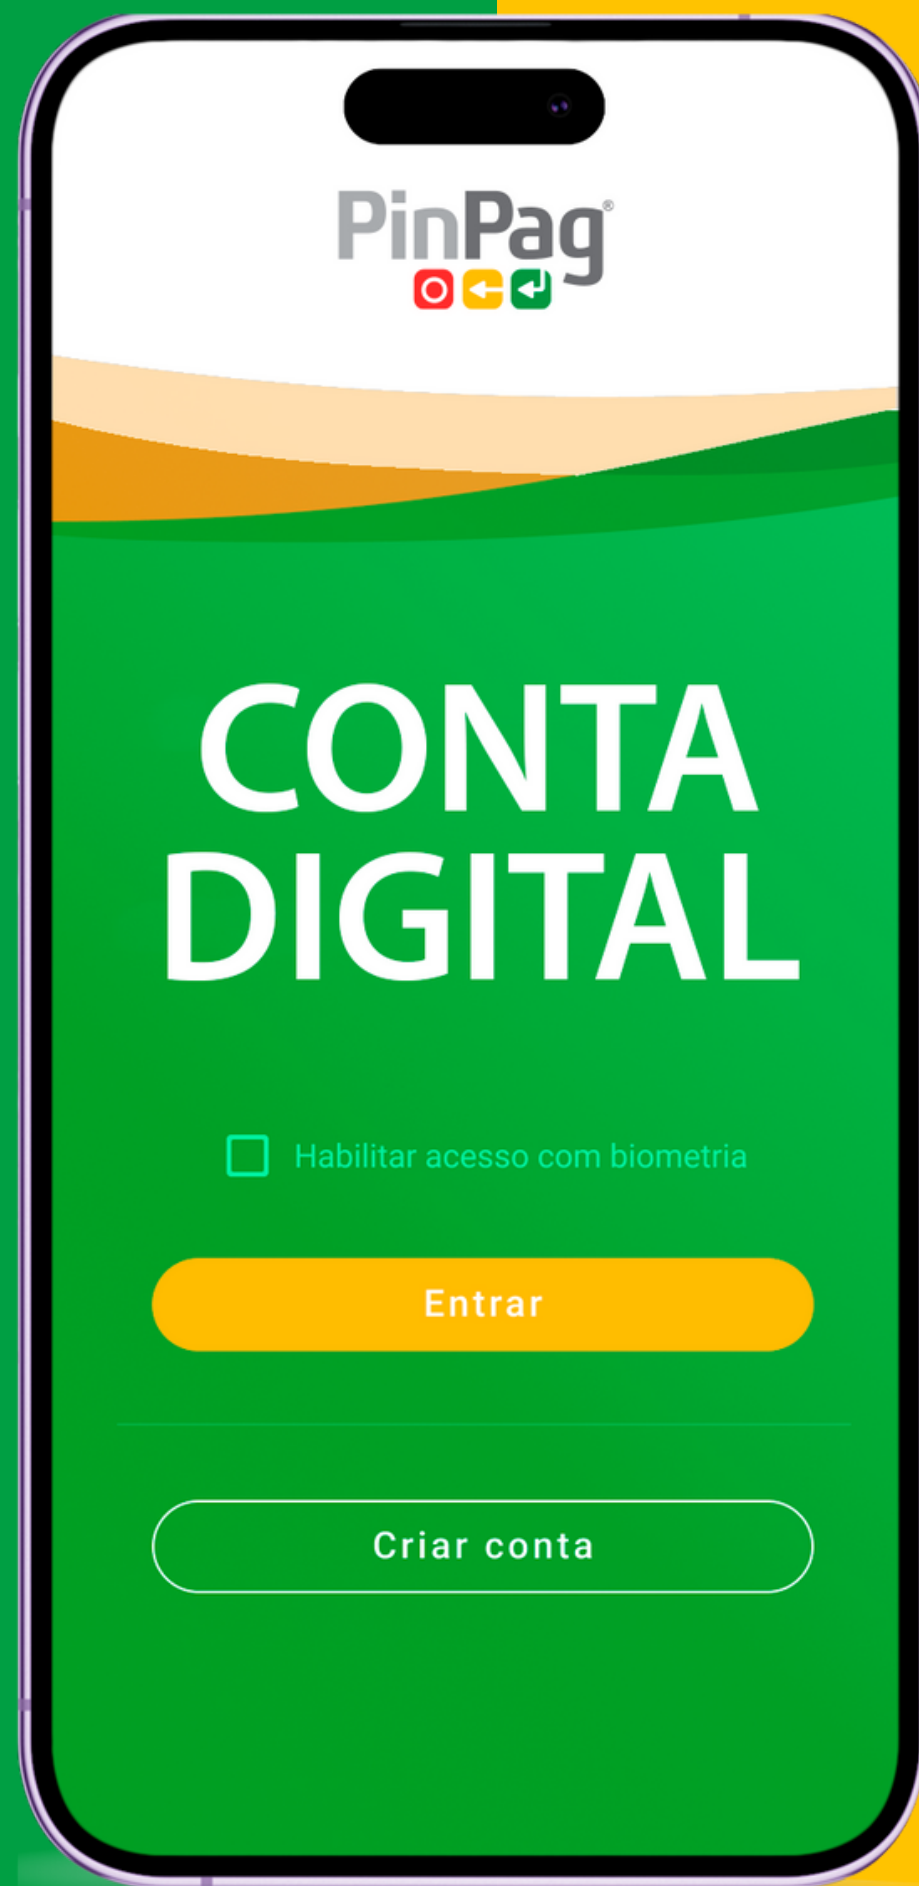 PinPag®
CONTA
DIGITAL
Habilitar acesso com biometria
Entrar
Criar conta